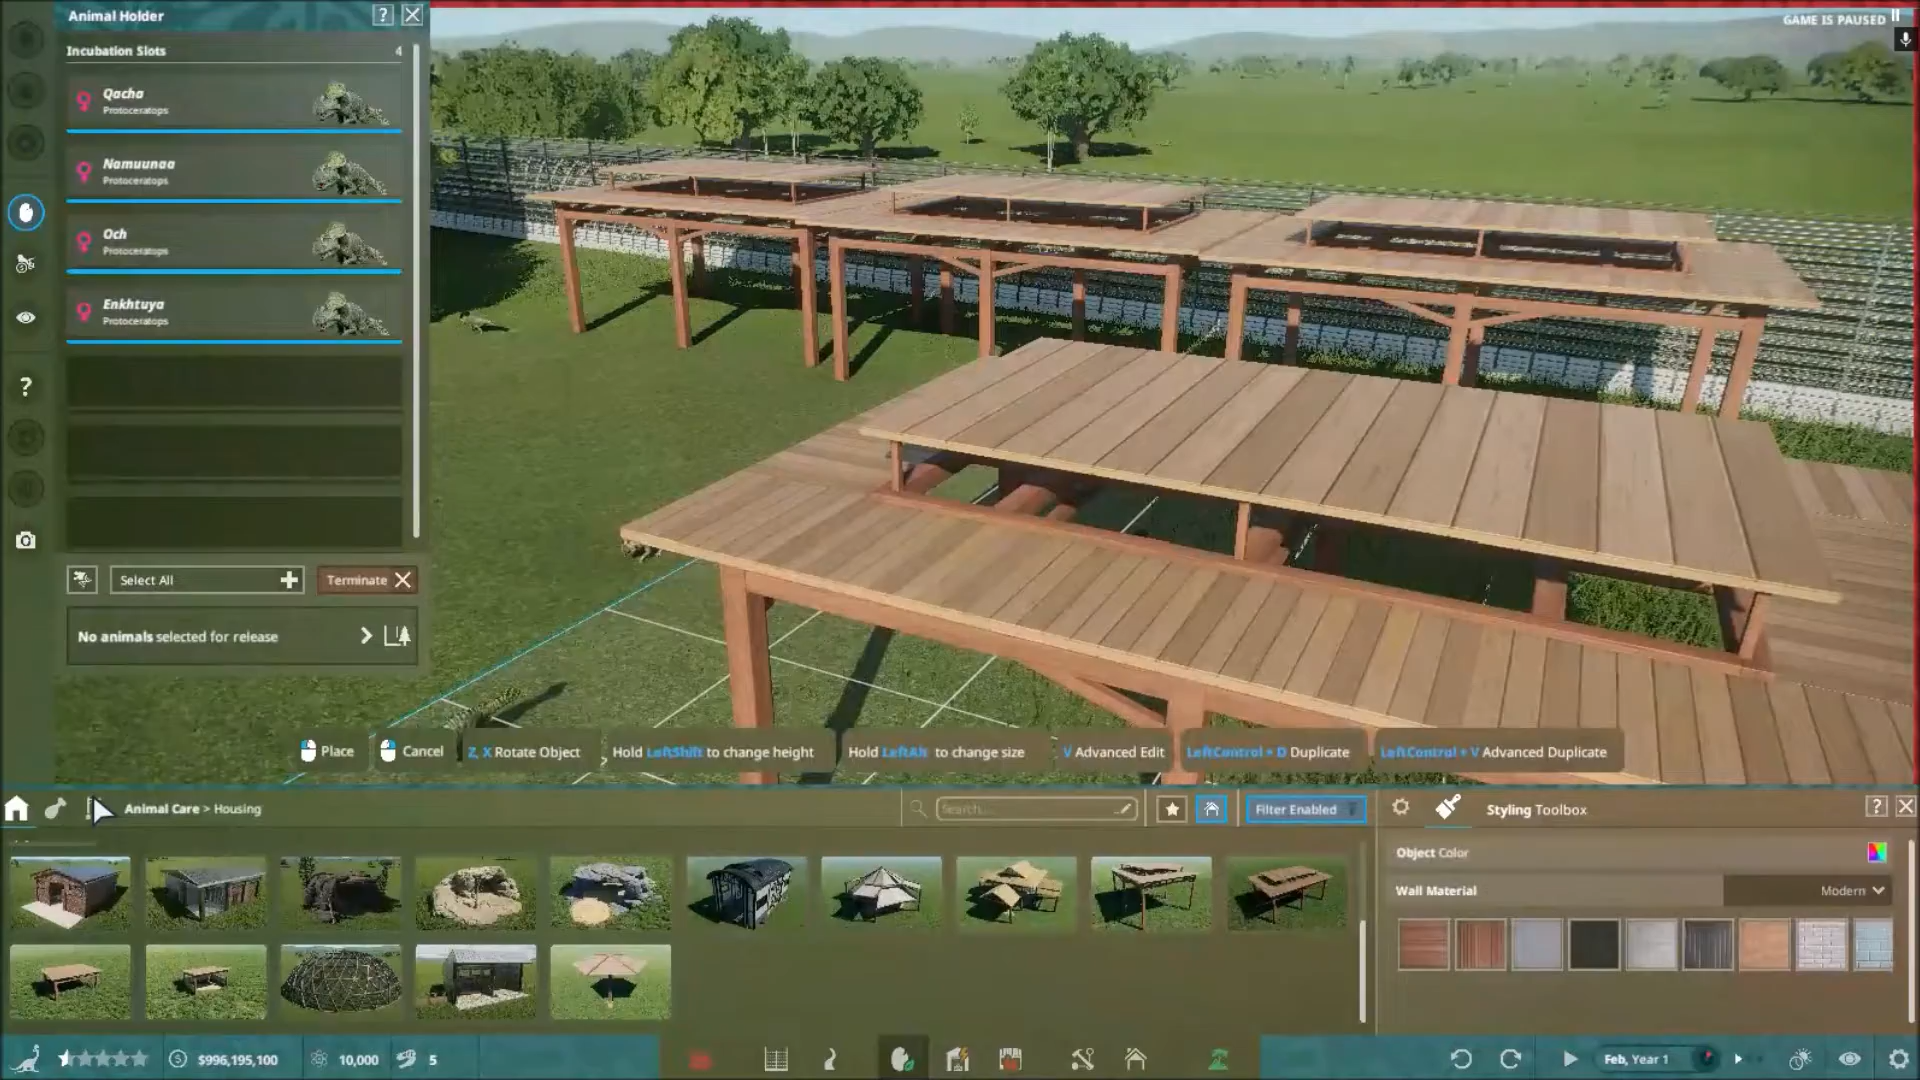 Animal Holder
?
GAME IS PAUSED
Incubation Slots 4
Qacha
Protoceratops
Namuunaa
Protoceratops
Och
Protoceratops
Enkhtuya
Protoceratops
?
Select All
Terminate
No animals selected for release
Place
Cancel
Z, X Rotate Object
Hold LeftShift to change height
Hold LeftAlt to change size
V Advanced Edit
LeftControl + D Duplicate
LeftControl + V Advanced Duplicate
Animal Care > Housing
Search...
Filter Enabled
Styling Toolbox
?
Object Color
Wall Material
Modern
$996,195,100
10,000
5
Feb, Year 1